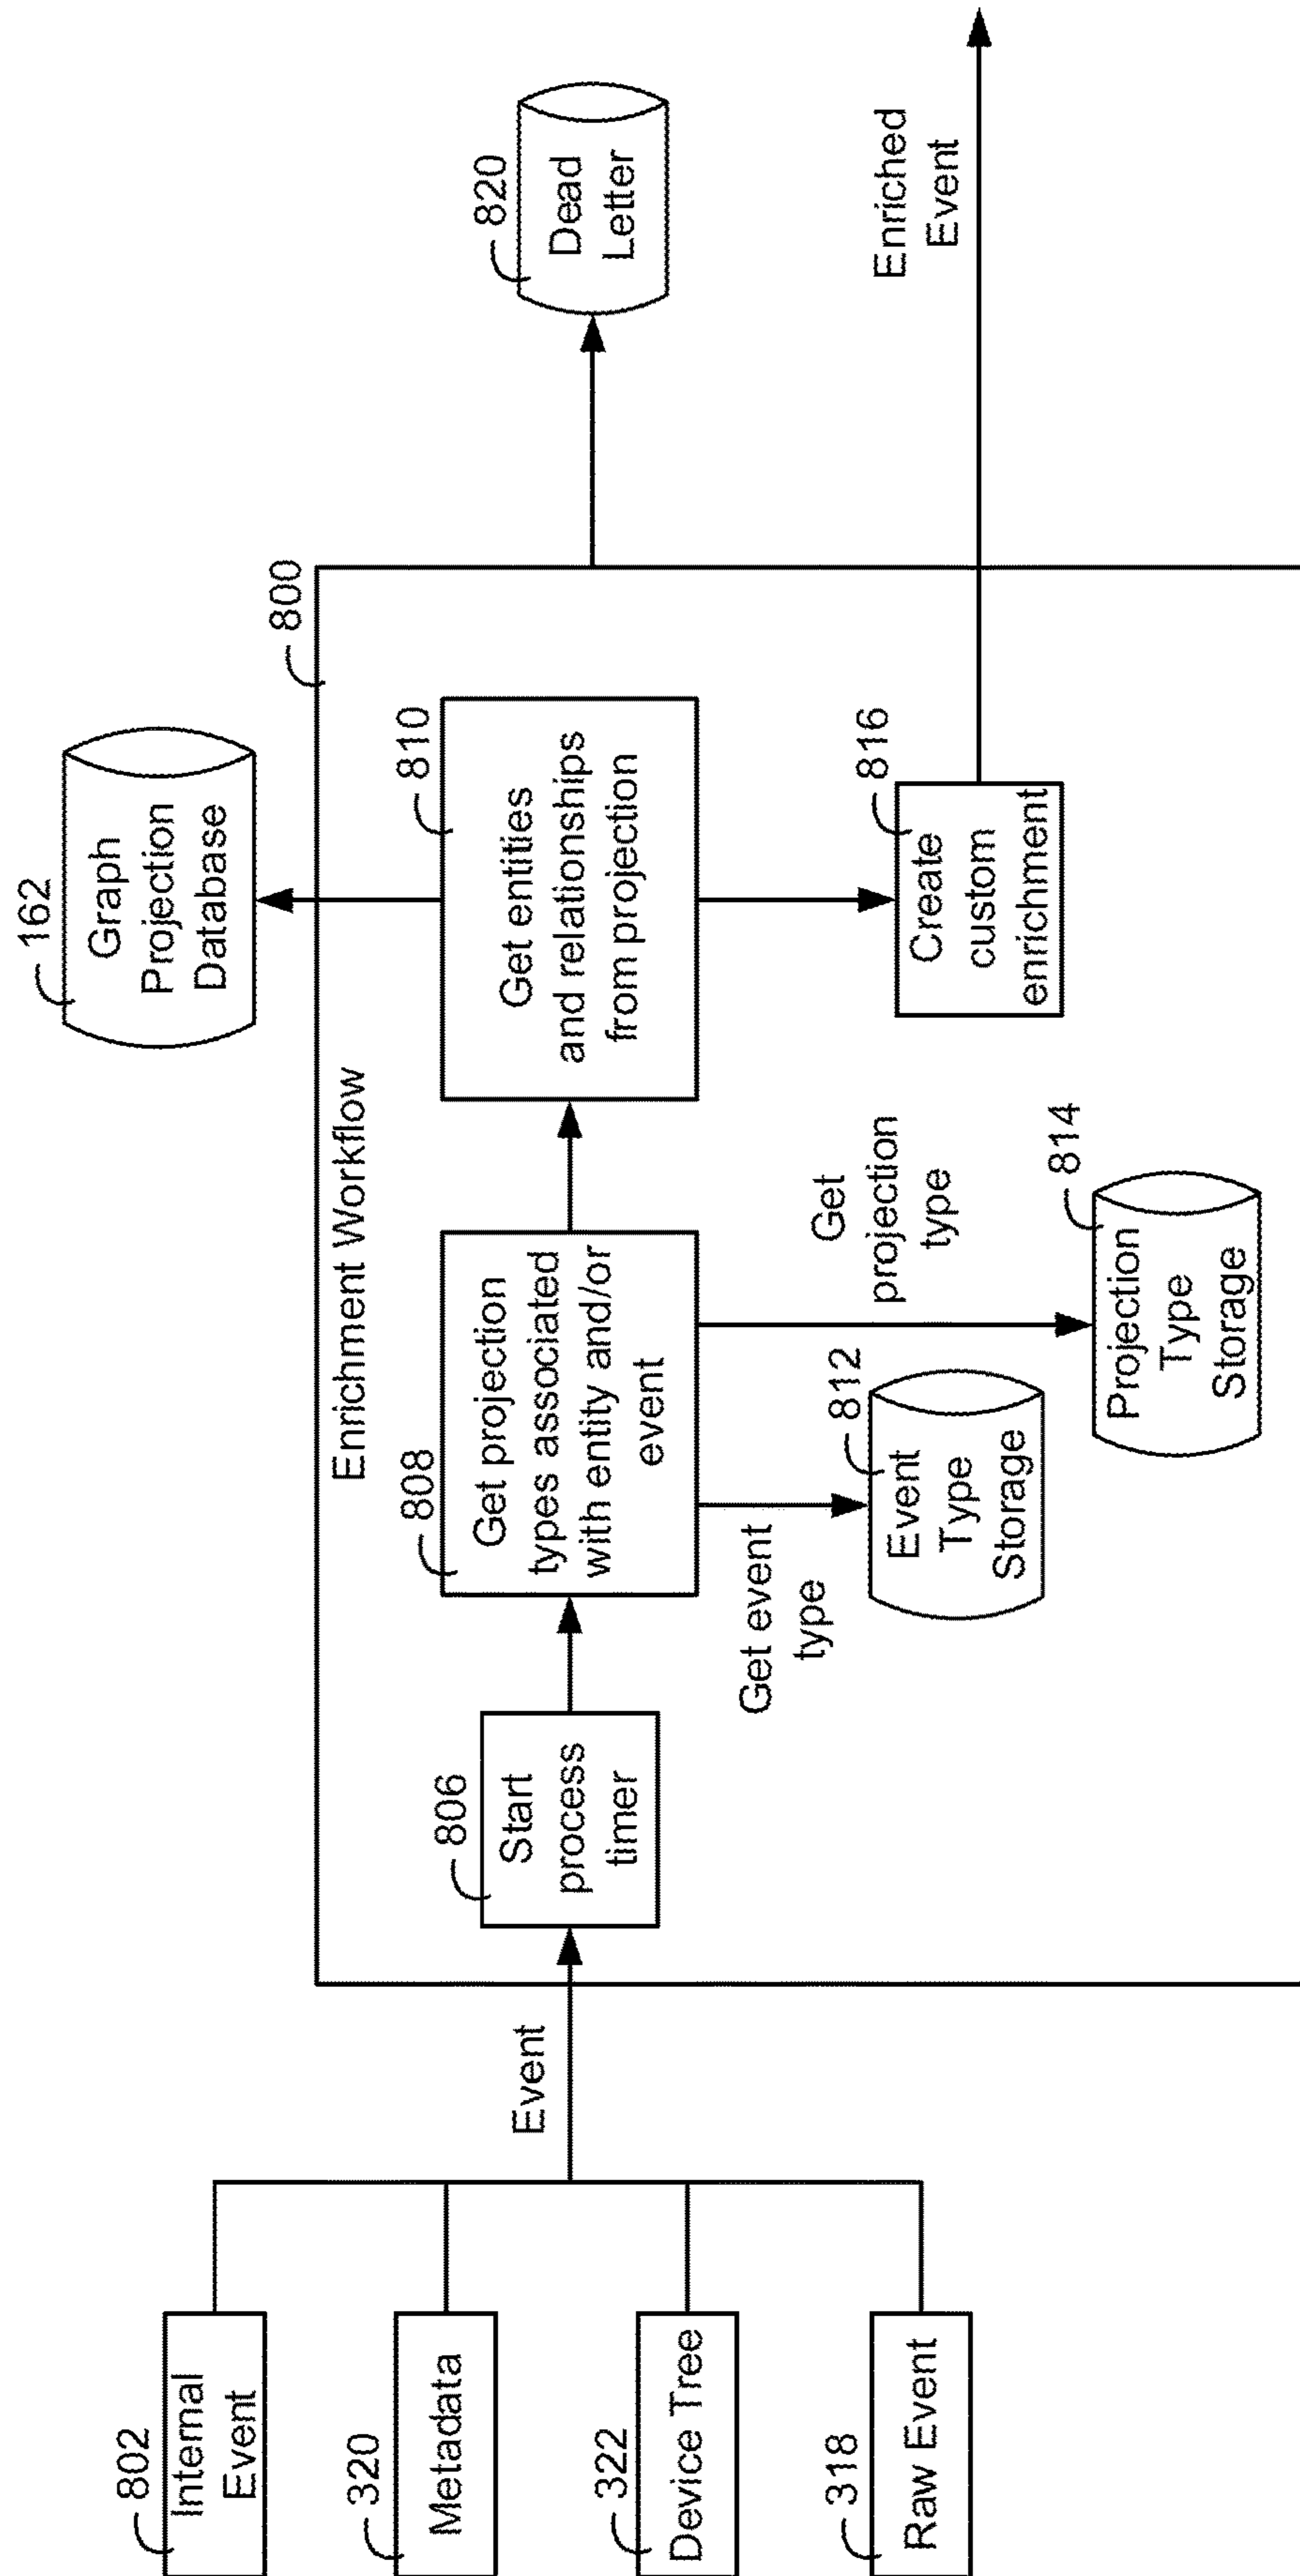 802
Internal
Event
320
Metadata
322
Device Tree
318
Raw Event
Event
800
Enrichment Workflow
806
Start
process
timer
808
Get projection
types associated
with entity and/or
event
Get event
type
812
Event
Type
Storage
Get
projection
type
814
Projection
Type
Storage
810
Get entities
and relationships
from projection
162
Graph
Projection
Database
816
Create
custom
enrichment
820
Dead
Letter
Enriched
Event